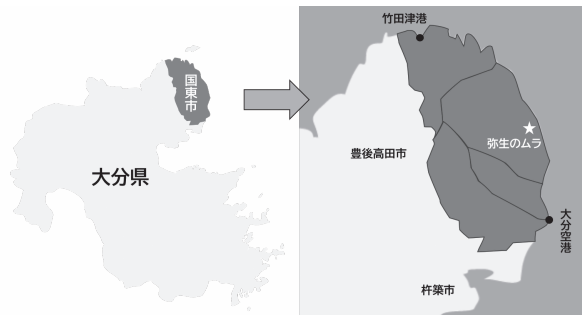 国東市
大分県
竹田津港
弥生のムラ
豊後高田市
大分空港
杵築市